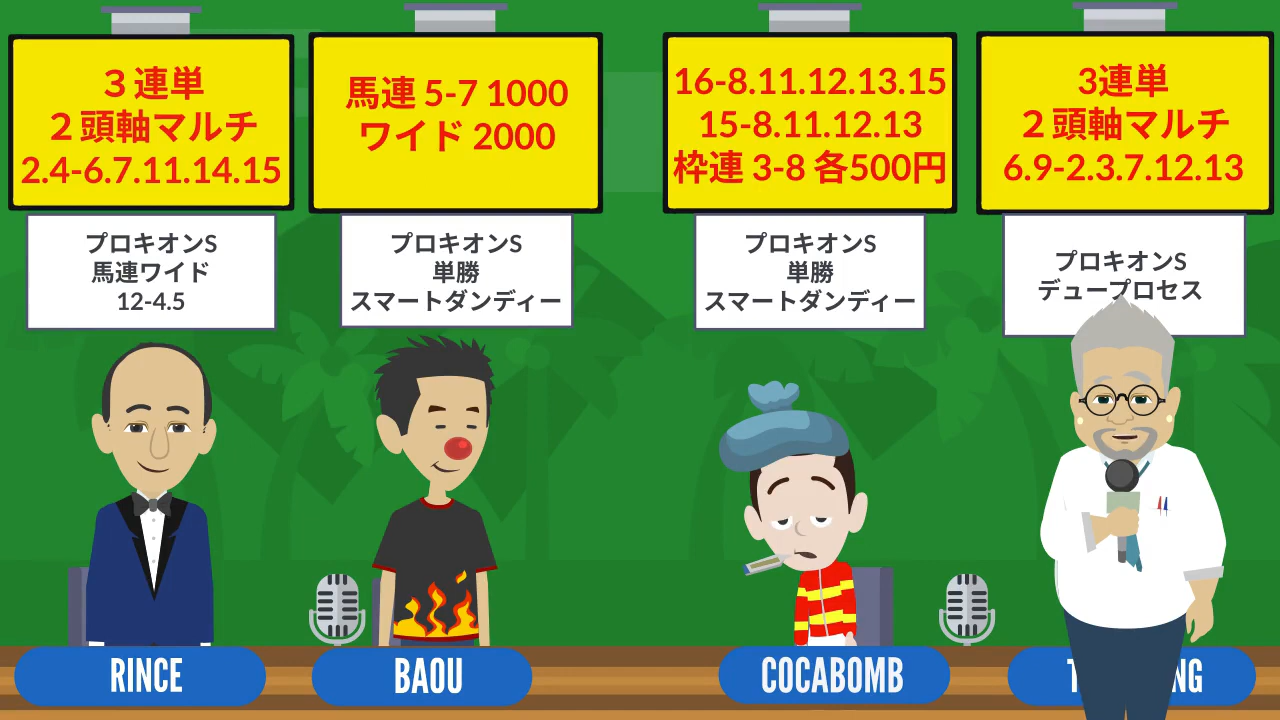 ３連単
２頭軸マルチ
2.4-6.7.11.14.15
馬連 5-7 1000
ワイド 2000
16-8.11.12.13.15
15-8.11.12.13
枠連 3-8 各500円
3連単
２頭軸マルチ
6.9-2.3.7.12.13
プロキオンS
馬連ワイド
12-4.5
プロキオンS
単勝
スマートダンディー
プロキオンS
単勝
スマートダンディー
プロキオンS
デュープロセス
RINCE
BAOU
COCABOMB